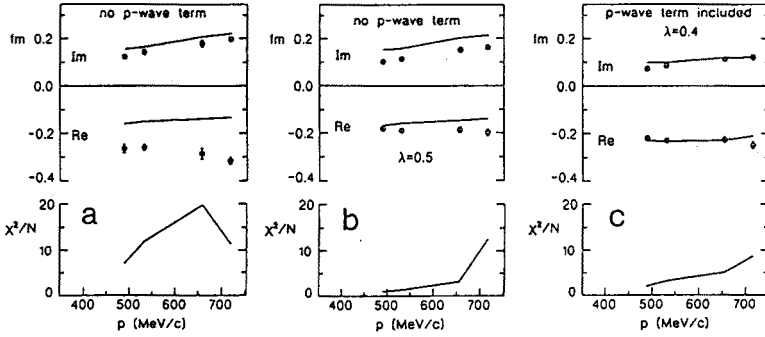 no p-wave term
fm
0.2
0.0
-0.2
-0.4
Im
Re
χ²/N
20
10
0
a
400 500 600 700
p (MeV/c)
no p-wave term
fm
0.2
0.0
-0.2
-0.4
Im
Re
λ=0.5
χ²/N
20
10
0
b
400 500 600 700
p (MeV/c)
p-wave term included
λ=0.4
fm
0.2
0.0
-0.2
-0.4
Im
Re
χ²/N
20
10
0
c
400 500 600 700
p (MeV/c)